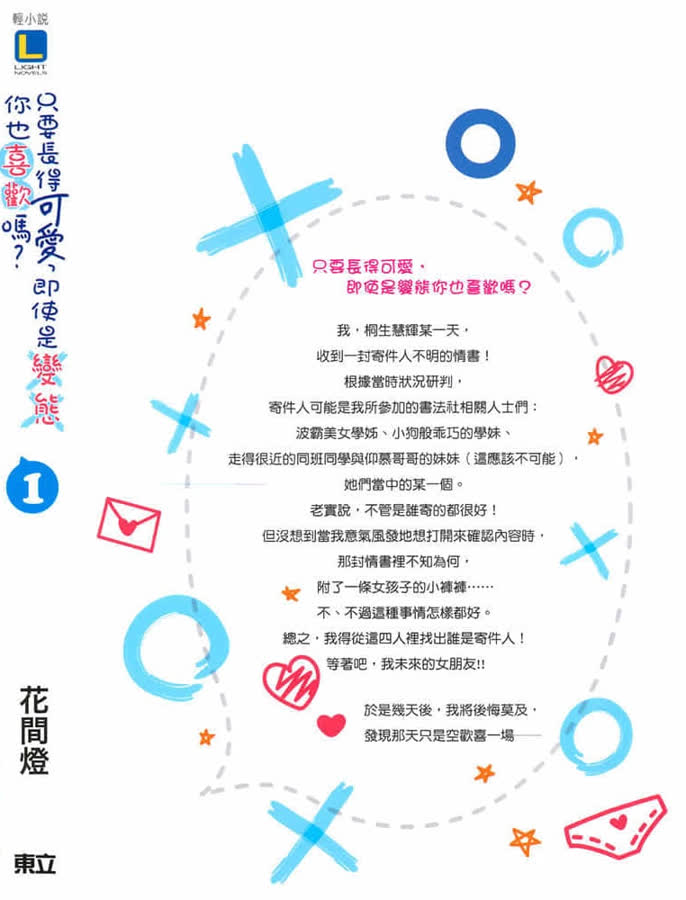 輕小說
L
LIGHT
NOVELS
只要長得可愛，即使是變態
你也喜歡嗎？
1
花間燈
東立
只要長得可愛，
即使是變態你也喜歡嗎？
我，桐生慧輝某一天，
收到一封寄件人不明的情書！
根據當時狀況研判，
寄件人可能是我所參加的書法社相關人士們：
波霸美女學姊、小狗般乖巧的學妹、
走得很近的同班同學與仰慕哥哥的妹妹（這應該不可能），
她們當中的某一個。
老實說，不管是誰寄的都很好！
但沒想到當我意氣風發地想打開來確認內容時，
那封情書裡不知為何，
附了一條女孩子的小褲褲⋯⋯
不、不過這種事情怎樣都好。
總之，我得從這四人裡找出誰是寄件人！
等著吧，我未來的女朋友!!
於是幾天後，我將後悔莫及，
發現那天只是空歡喜一場──